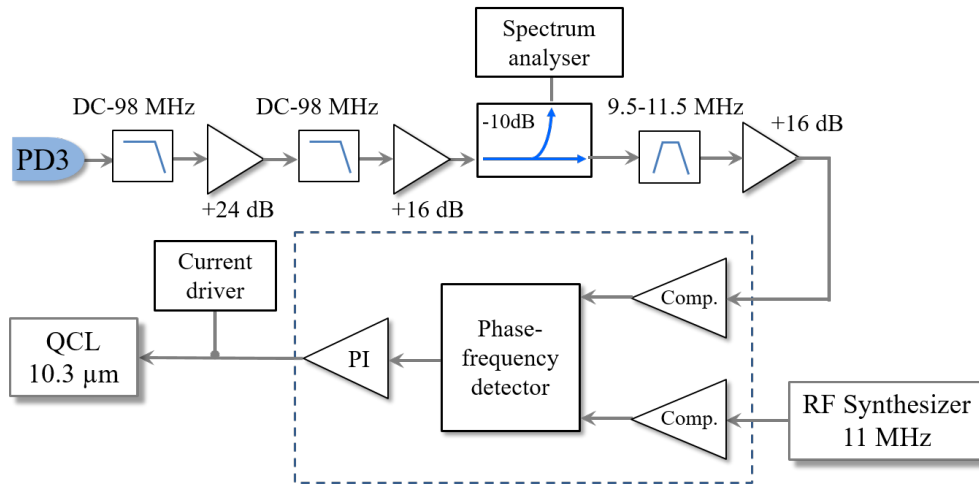 Spectrum
analyser
DC-98 MHz
DC-98 MHz
-10dB
9.5-11.5 MHz
+16 dB
PD3
+24 dB
+16 dB
Current
driver
Comp.
QCL
10.3 µm
PI
Phase-
frequency
detector
Comp.
RF Synthesizer
11 MHz